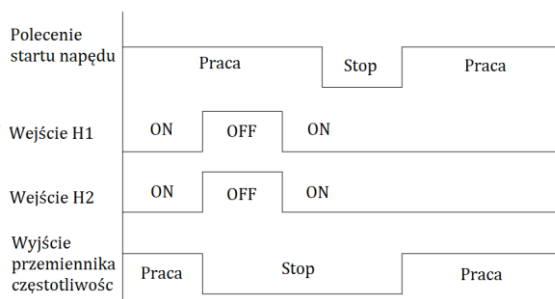 Polecenie
startu napędu
Praca
Stop
Praca
Wejście H1
ON
OFF
ON
Wejście H2
ON
OFF
ON
Wyjście
przemiennika
częstotliwośc
Praca
Stop
Praca